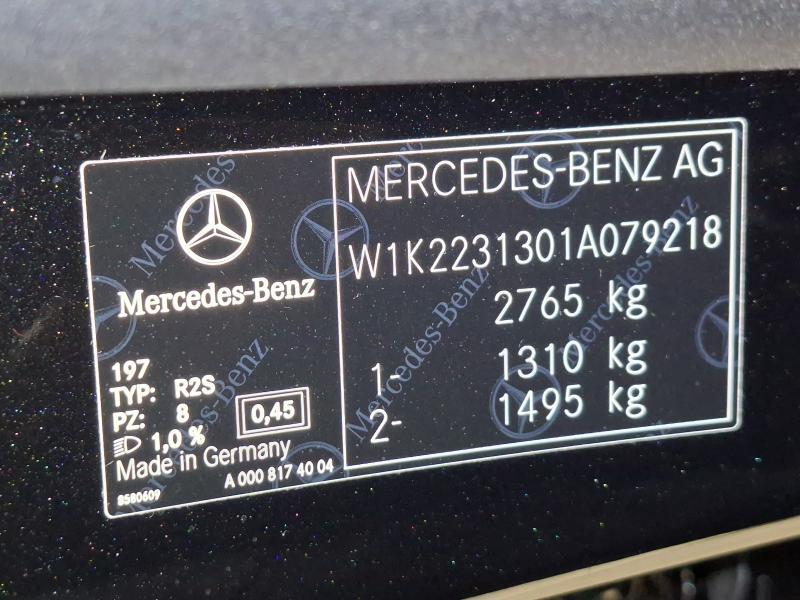 Mercedes-Benz
197
TYP: R2S
PZ: 8
0,45
1,0 %
Made in Germany
8580609
A 000 817 40 04
MERCEDES-BENZ AG
W1K2231301A079218
2765 kg
1- 1310 kg
2- 1495 kg